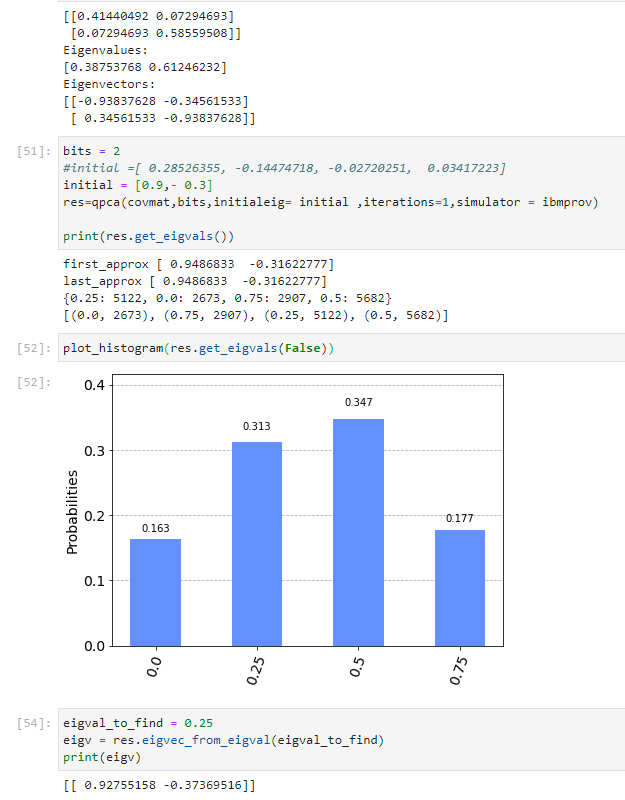 [[0.41440492 0.07294693]
[0.07294693 0.58559508]]
Eigenvalues:
[0.38753768 0.61246232]
Eigenvectors:
[[-0.93837628 -0.34561533]
[ 0.34561533 -0.93837628]]
[51]: bits = 2
#initial =[ 0.28526355, -0.14474718, -0.02720251,  0.03417223]
initial = [0.9,- 0.3]
res=qpca(covmat,bits,initialeig= initial ,iterations=1,simulator = ibmprov)
print(res.get_eigvals())
first_approx [ 0.9486833  -0.31622777]
last_approx [ 0.9486833  -0.31622777]
{0.25: 5122, 0.0: 2673, 0.75: 2907, 0.5: 5682}
[(0.0, 2673), (0.75, 2907), (0.25, 5122), (0.5, 5682)]
[52]: plot_histogram(res.get_eigvals(False))
[52]:
Probabilities
0.4
0.3
0.2
0.1
0.0
0.163
0.313
0.347
0.177
0.0
0.25
0.5
0.75
[54]: eigval_to_find = 0.25
eigv = res.eigvec_from_eigval(eigval_to_find)
print(eigv)
[[ 0.92755158 -0.37369516]]